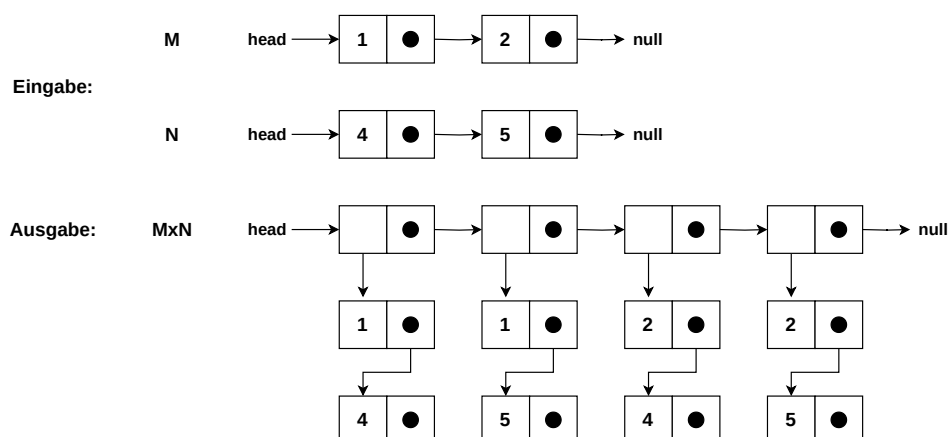 M head 1 2 null
Eingabe:
N head 4 5 null
Ausgabe: MxN head null
1 1 2 2
4 5 4 5